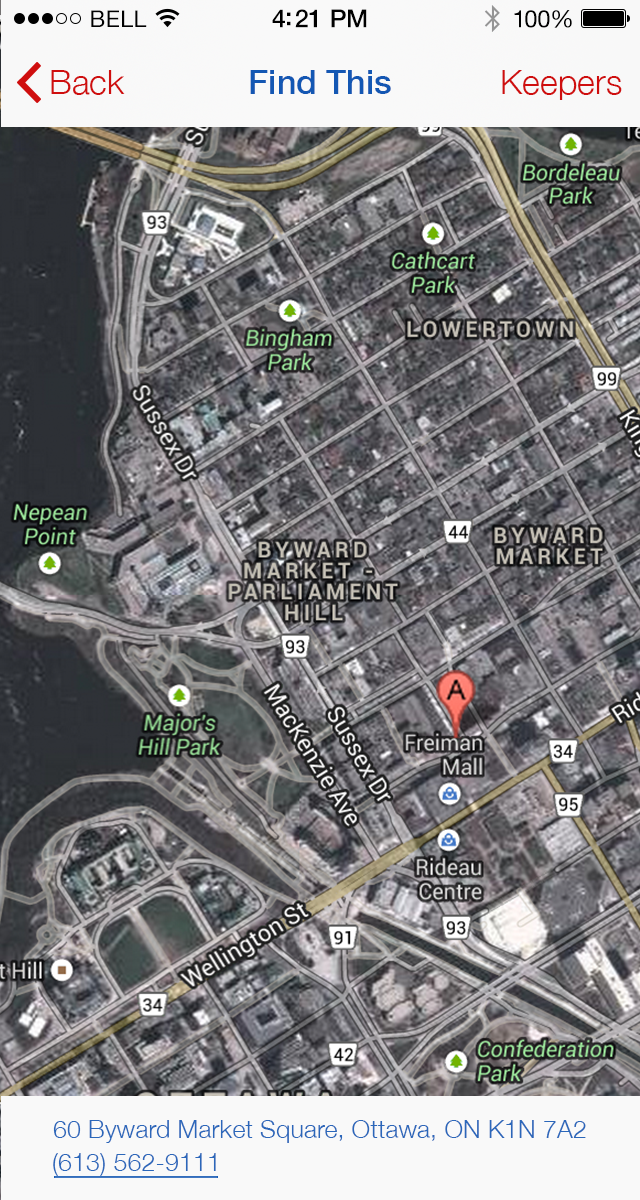 BELL 4:21 PM 100%
Back Find This Keepers
99
Bordeleau
Park
93
Cathcart
Park
Bingham
Park
LOWERTOWN
99
Sussex Dr
Nepean
Point
44
BYWARD
MARKET
BYWARD
MARKET -
PARLIAMENT
HILL
93
Major's
Hill Park
MacKenzie Ave
Sussex Dr
A
Rid
Freiman
Mall
34
95
Rideau
Centre
93
Wellington St
91
t Hill
34
42
Confederation
Park
60 Byward Market Square, Ottawa, ON K1N 7A2
(613) 562-9111